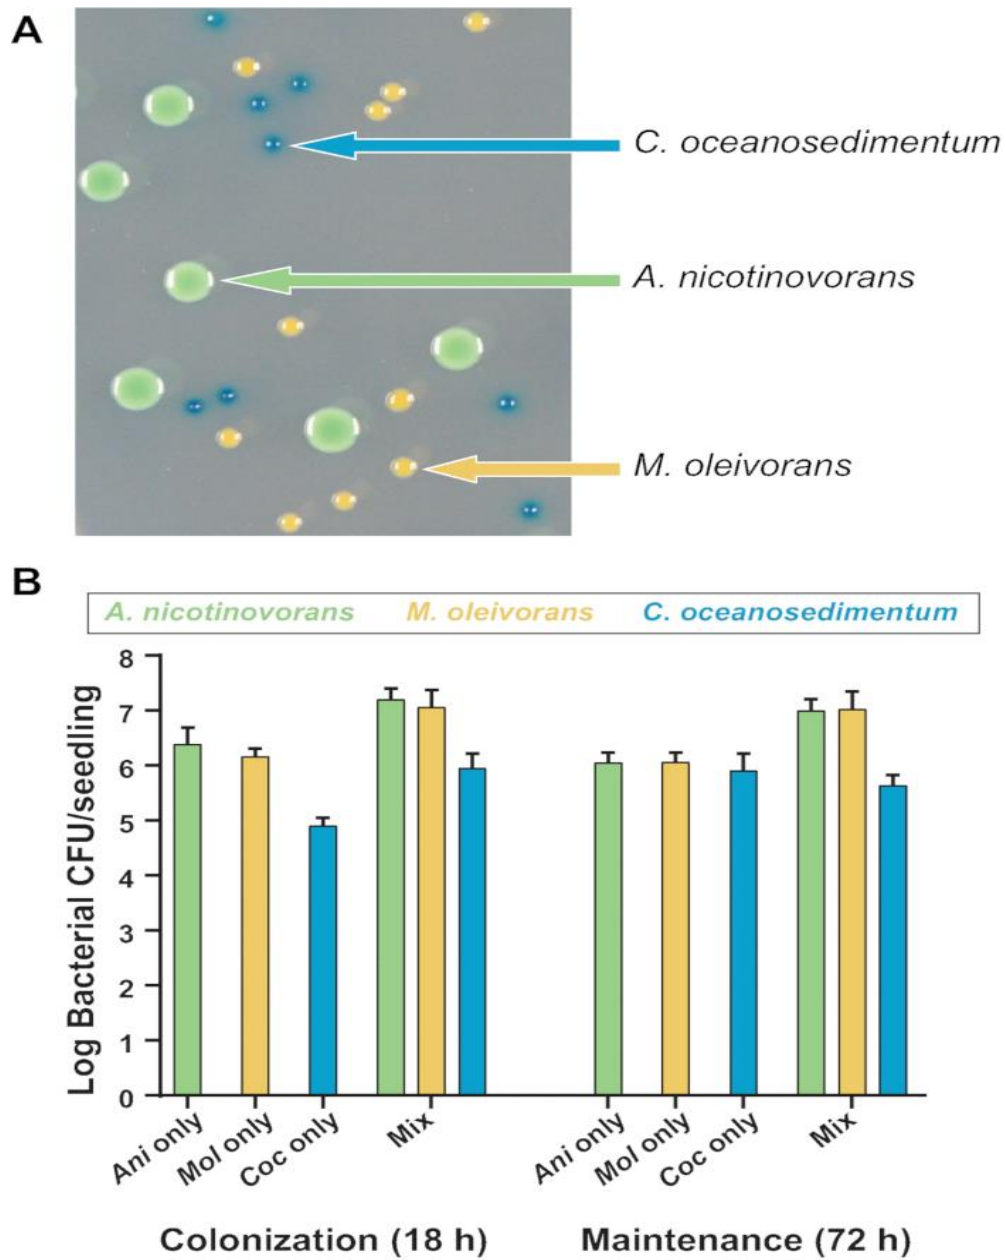 A
C. oceanosedimentum
A. nicotinovorans
M. oleivorans
B
A. nicotinovorans M. oleivorans C. oceanosedimentum
Log Bacterial CFU/seedling
8
7
6
5
4
3
2
1
0
Ani only Mol only Coc only Mix Ani only Mol only Coc only Mix
Colonization (18 h) Maintenance (72 h)